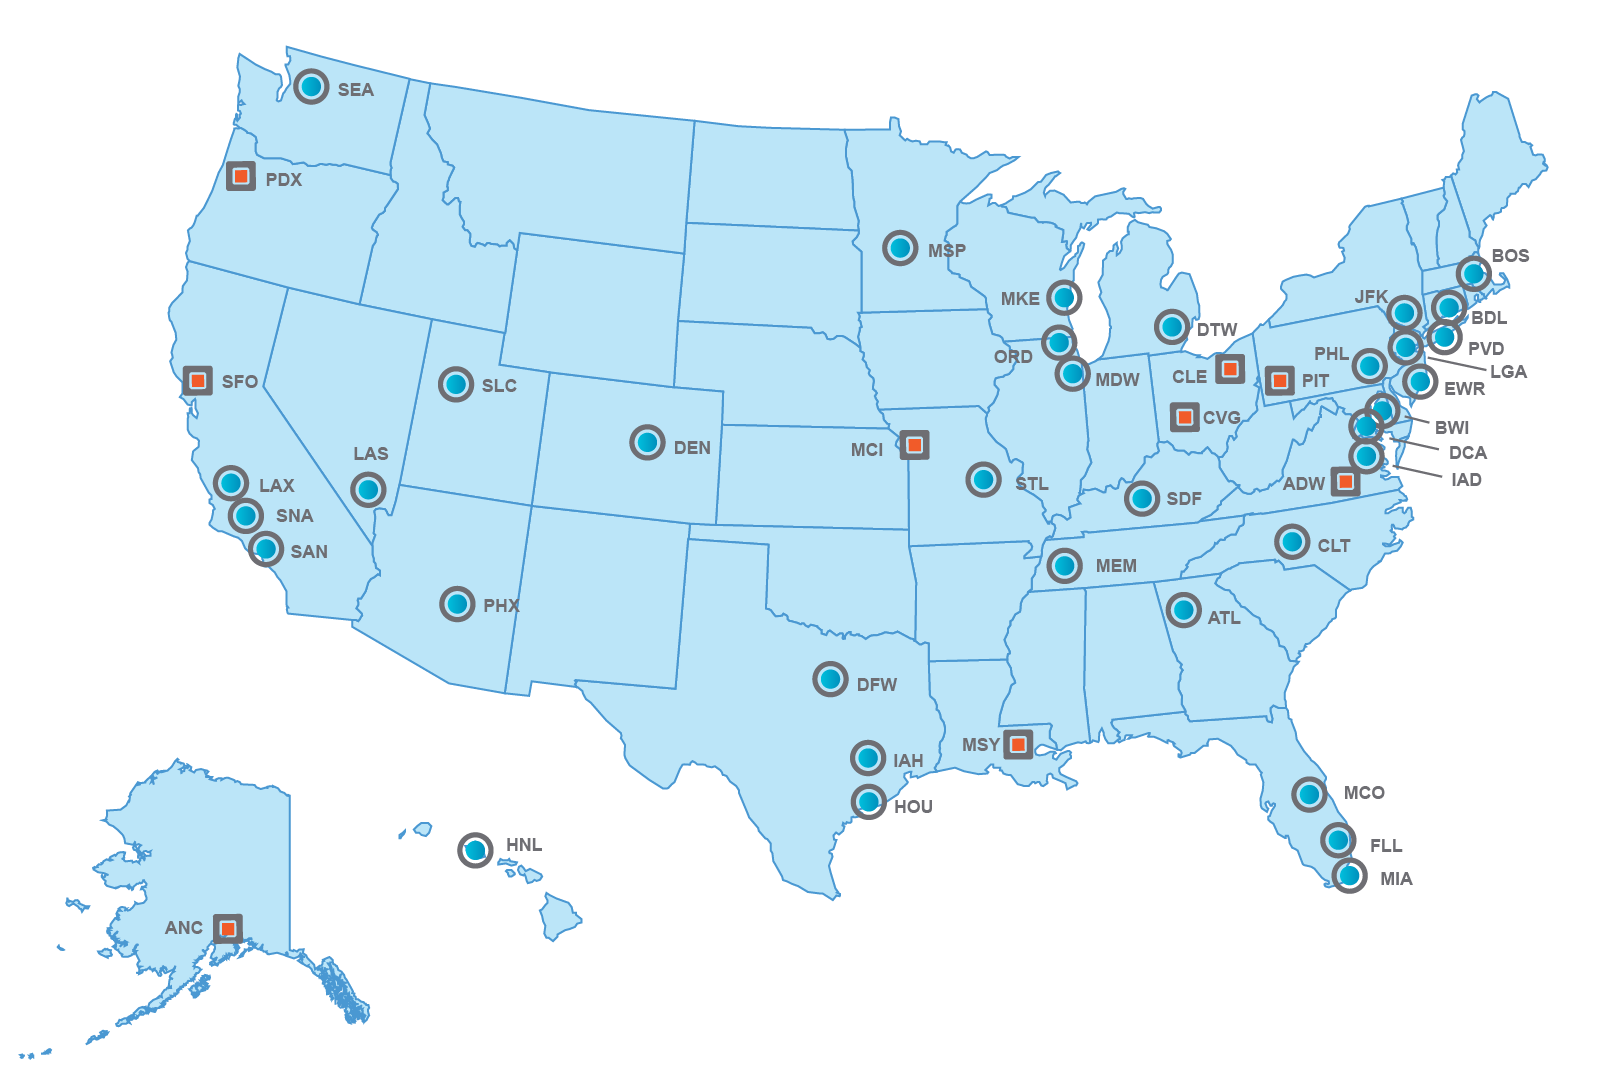 SEA
PDX
MSP
BOS
MKE
JFK
BDL
DTW
PVD
ORD
PHL
LGA
SFO
SLC
MDW
CLE
PIT
EWR
CVG
BWI
DEN
MCI
LAS
DCA
LAX
STL
IAD
ADW
SDF
SNA
SAN
CLT
MEM
PHX
ATL
DFW
MSY
IAH
MCO
HOU
HNL
FLL
MIA
ANC